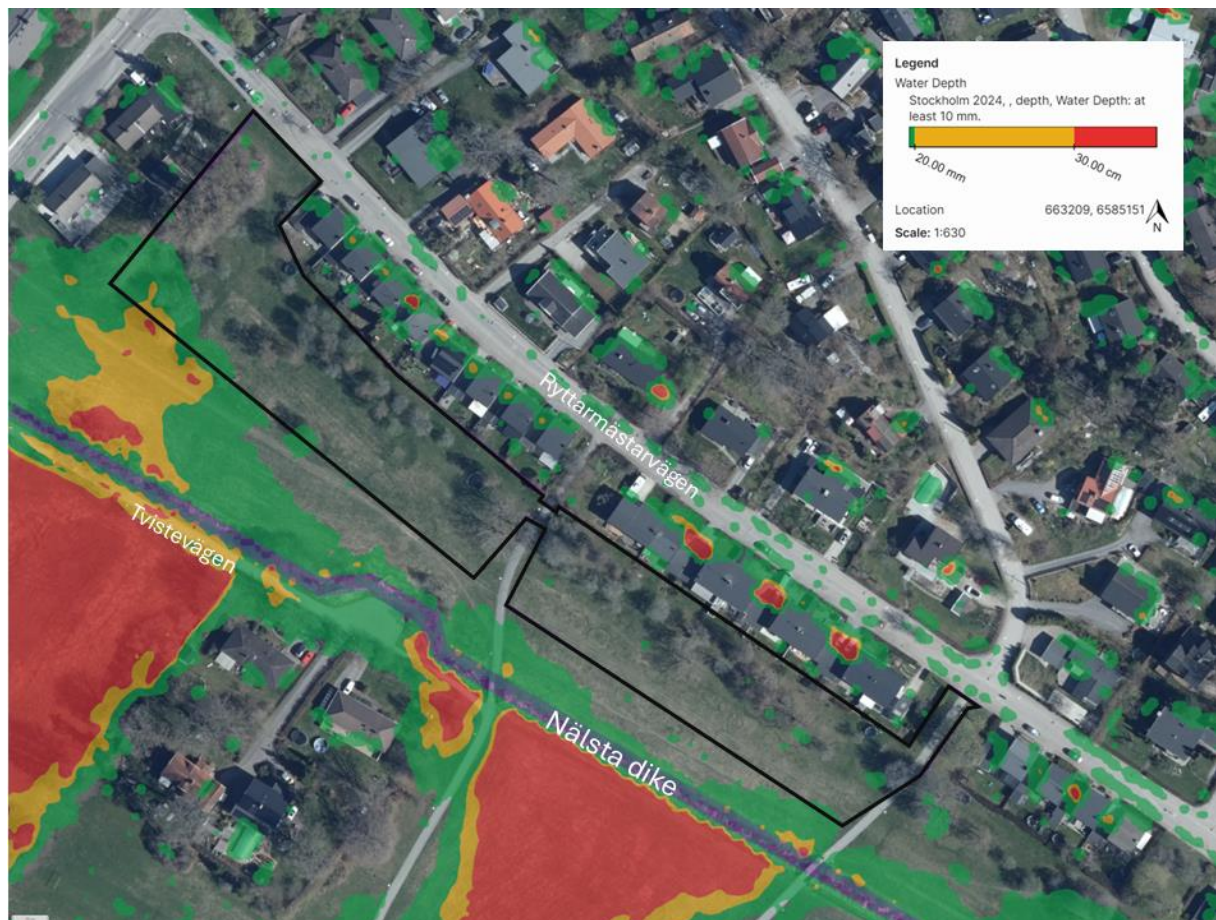 Legend
Water Depth
Stockholm 2024, , depth, Water Depth: at
least 10 mm.
20.00 mm
30.00 cm
Location 663209, 6585151
N
Scale: 1:630
Ryttarmästarvägen
Tvistevägen
Nälsta dike